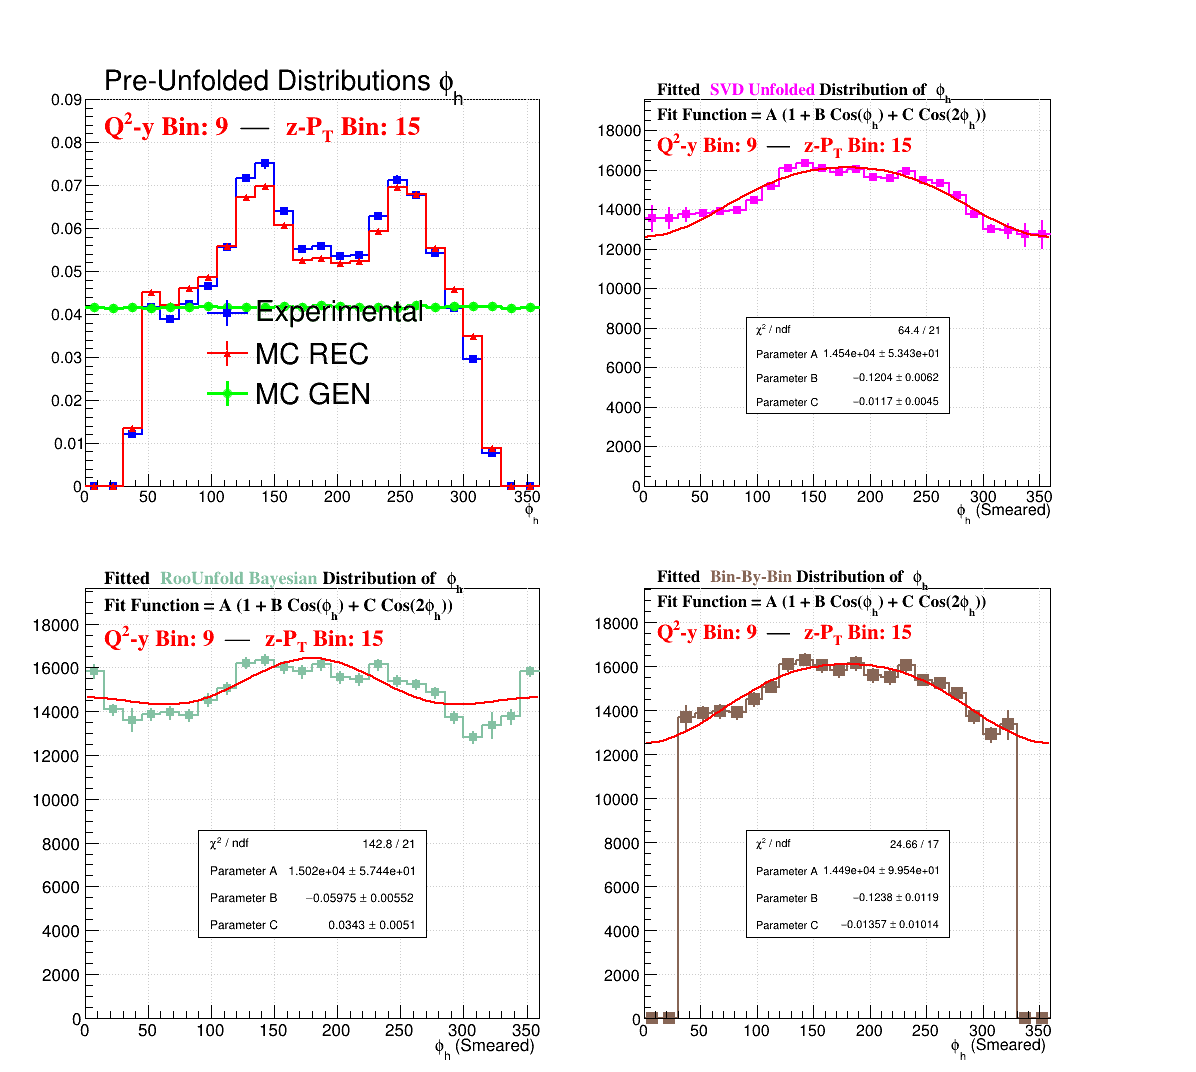 Pre-Unfolded Distributions ϕh
Q²-y Bin: 9 — z-PT Bin: 15
0.09
0.08
0.07
0.06
0.05
0.04
0.03
0.02
0.01
0
Experimental
MC REC
MC GEN
0 50 100 150 200 250 300 350
ϕh
Fitted SVD Unfolded Distribution of ϕh
Fit Function = A (1 + B Cos(ϕh) + C Cos(2ϕh))
Q²-y Bin: 9 — z-PT Bin: 15
18000
16000
14000
12000
10000
8000
6000
4000
2000
0
χ² / ndf 64.4 / 21
Parameter A 1.454e+04 ± 5.343e+01
Parameter B −0.1204 ± 0.0062
Parameter C −0.0117 ± 0.0045
0 50 100 150 200 250 300 350
ϕh (Smeared)
Fitted RooUnfold Bayesian Distribution of ϕh
Fit Function = A (1 + B Cos(ϕh) + C Cos(2ϕh))
Q²-y Bin: 9 — z-PT Bin: 15
18000
16000
14000
12000
10000
8000
6000
4000
2000
0
χ² / ndf 142.8 / 21
Parameter A 1.502e+04 ± 5.744e+01
Parameter B −0.05975 ± 0.00552
Parameter C 0.0343 ± 0.0051
0 50 100 150 200 250 300 350
ϕh (Smeared)
Fitted Bin-By-Bin Distribution of ϕh
Fit Function = A (1 + B Cos(ϕh) + C Cos(2ϕh))
Q²-y Bin: 9 — z-PT Bin: 15
18000
16000
14000
12000
10000
8000
6000
4000
2000
0
χ² / ndf 24.66 / 17
Parameter A 1.449e+04 ± 9.954e+01
Parameter B −0.1238 ± 0.0119
Parameter C −0.01357 ± 0.01014
0 50 100 150 200 250 300 350
ϕh (Smeared)